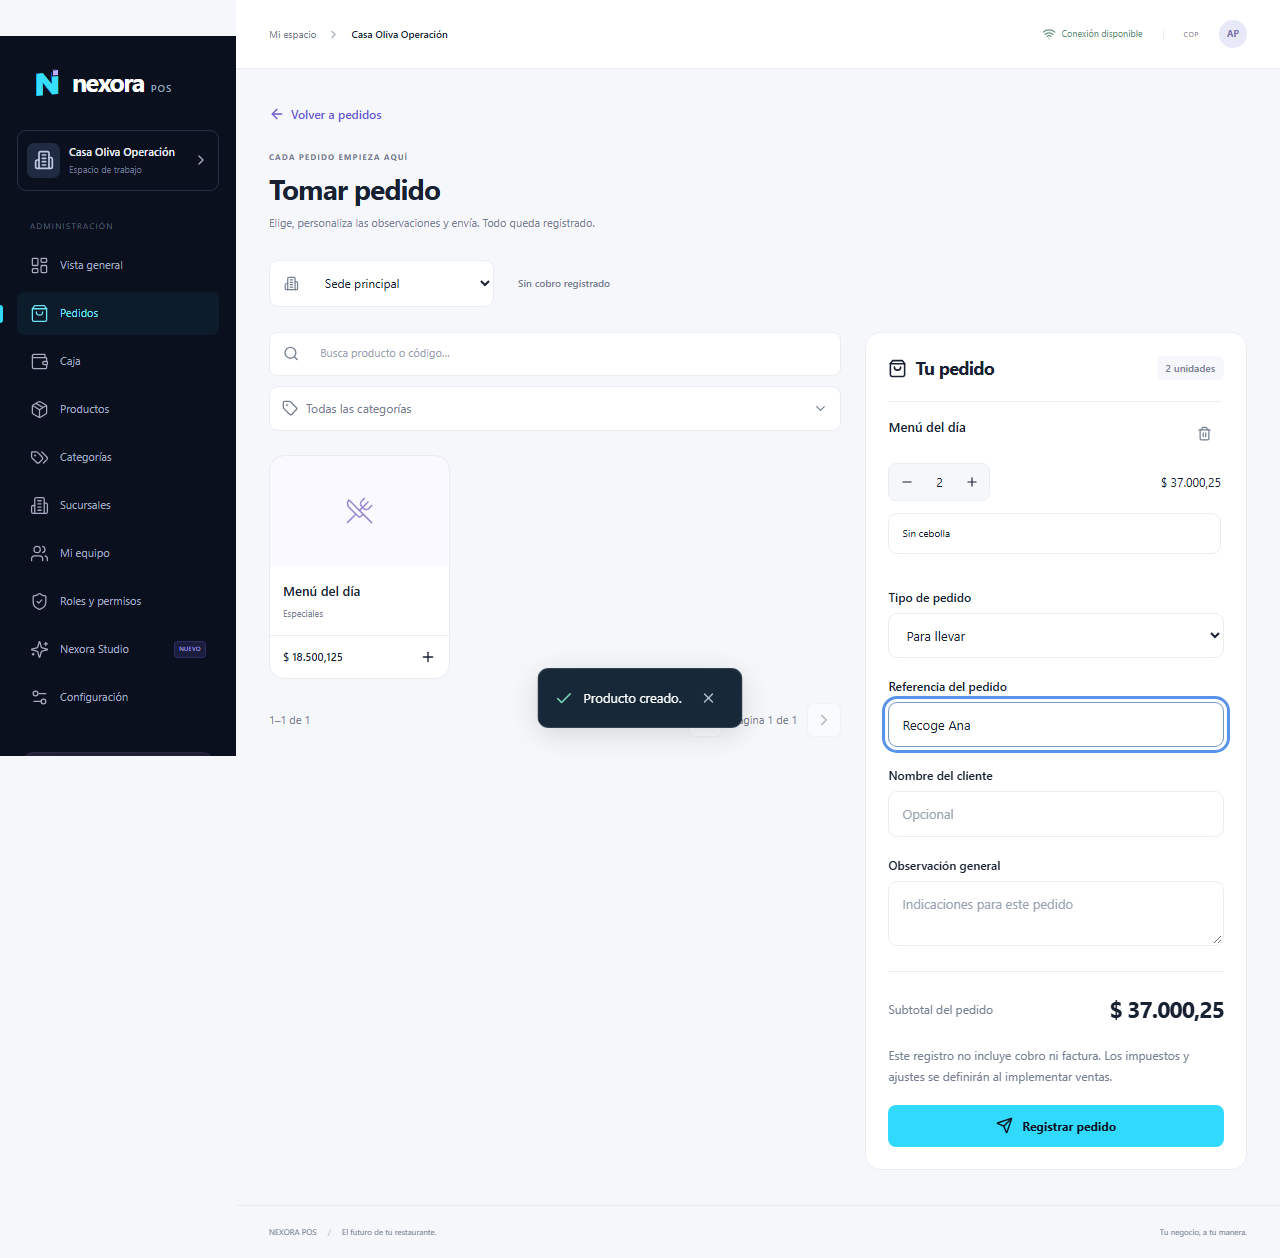 Mi espacio
Casa Oliva Operación
Conexión disponible
COP
AP
nexora POS
Casa Oliva Operación
Espacio de trabajo
ADMINISTRACIÓN
Vista general
Pedidos
Caja
Productos
Categorías
Sucursales
Mi equipo
Roles y permisos
Nexora Studio
NUEVO
Configuración
Volver a pedidos
CADA PEDIDO EMPIEZA AQUÍ
Tomar pedido
Elige, personaliza las observaciones y envía. Todo queda registrado.
Sede principal
Sin cobro registrado
Busca producto o código...
Todas las categorías
Menú del día
Especiales
$ 18.500,125
1–1 de 1
Producto creado.
gina 1 de 1
Tu pedido
2 unidades
Menú del día
2
$ 37.000,25
Sin cebolla
Tipo de pedido
Para llevar
Referencia del pedido
Recoge Ana
Nombre del cliente
Opcional
Observación general
Indicaciones para este pedido
Subtotal del pedido
$ 37.000,25
Este registro no incluye cobro ni factura. Los impuestos y
ajustes se definirán al implementar ventas.
Registrar pedido
NEXORA POS / El futuro de tu restaurante.
Tu negocio, a tu manera.